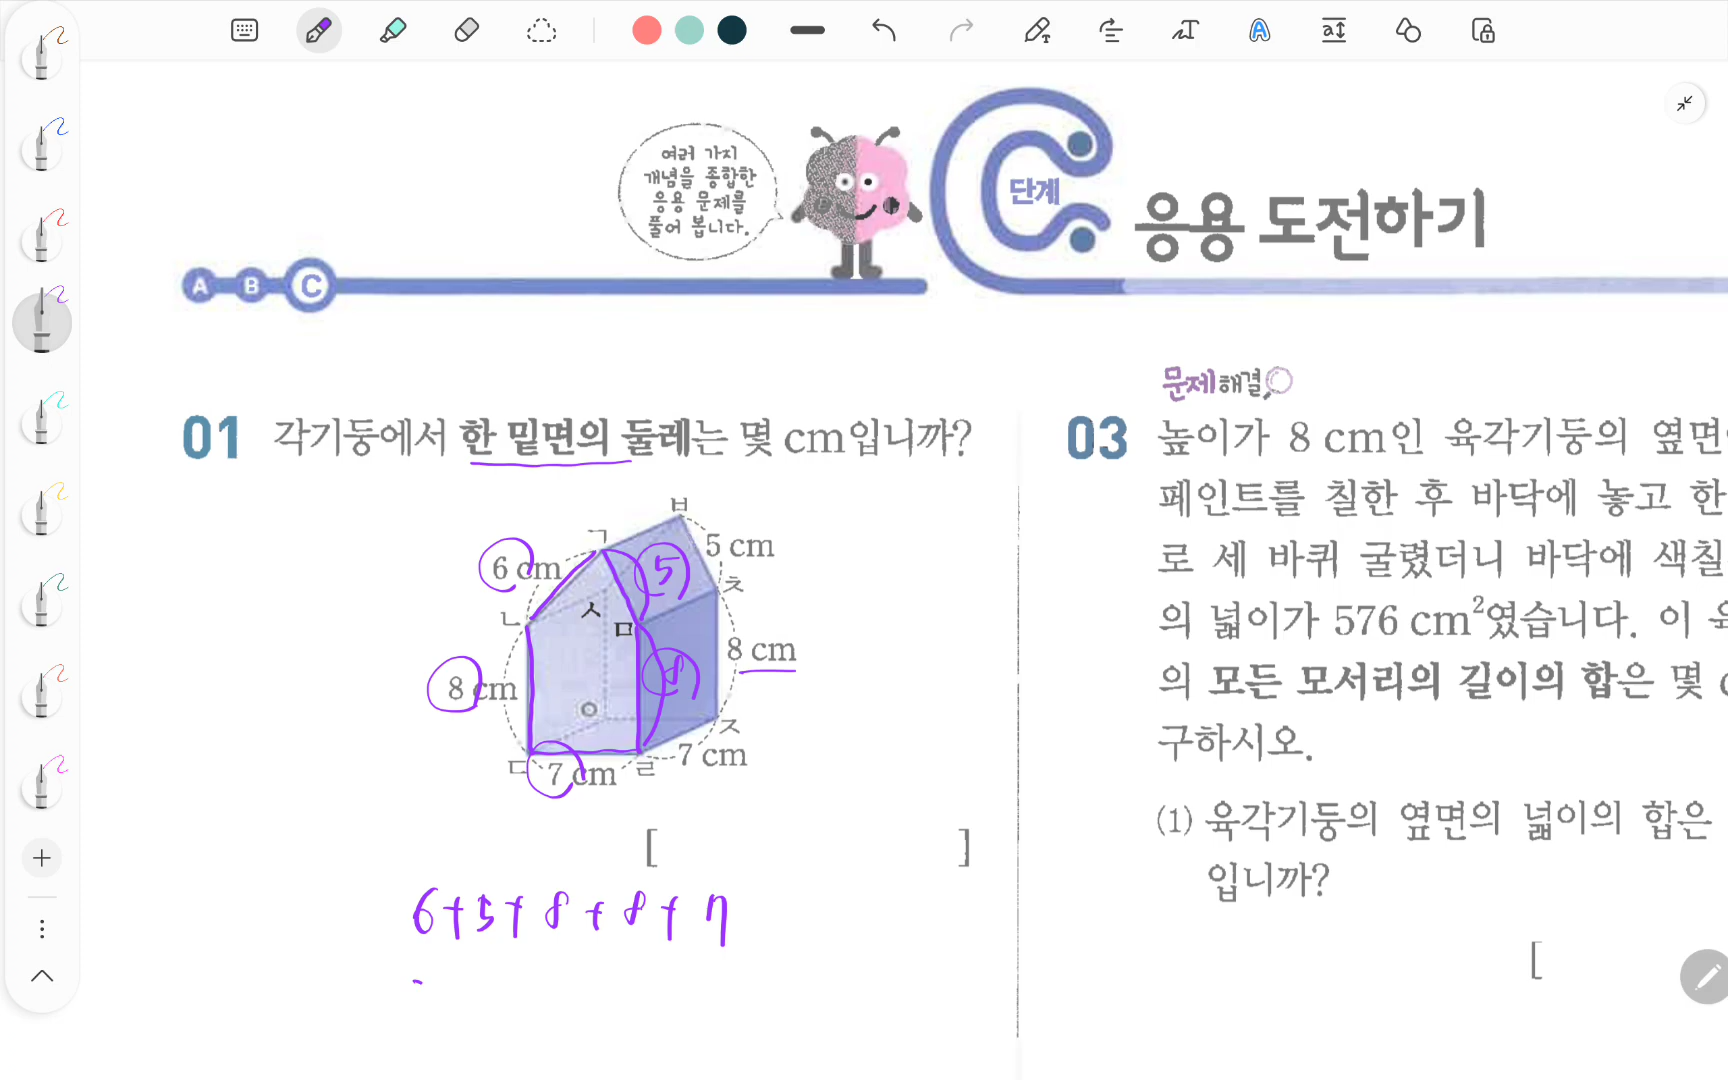 여러 가지
개념을 종합한
응용 문제를
풀어 봅니다.
단계
응용 도전하기
A B C
01 각기둥에서 한 밑면의 둘레는 몇 cm입니까?
ㅂ
ㄱ
5 cm
6 cm
5
ㅊ
ㅅ
ㄴ
ㅁ
8 cm
8
8 cm
ㅇ
ㅈ
7 cm
ㄷ
7 cm
ㄹ
[ ]
6+5+8+8+7
문제해결
03 높이가 8 cm인 육각기둥의 옆면
페인트를 칠한 후 바닥에 놓고 한
로 세 바퀴 굴렸더니 바닥에 색칠
의 넓이가 576 cm²였습니다. 이
의 모든 모서리의 길이의 합은 몇
구하시오.
(1) 육각기둥의 옆면의 넓이의 합은
입니까?
[